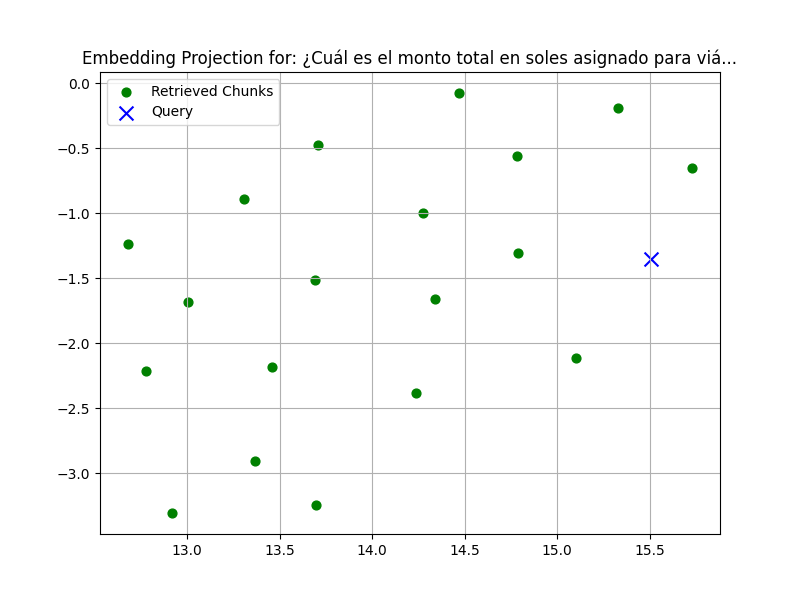 Embedding Projection for: ¿Cuál es el monto total en soles asignado para viá...
Retrieved Chunks
Query
0.0
−0.5
−1.0
−1.5
−2.0
−2.5
−3.0
13.0 13.5 14.0 14.5 15.0 15.5